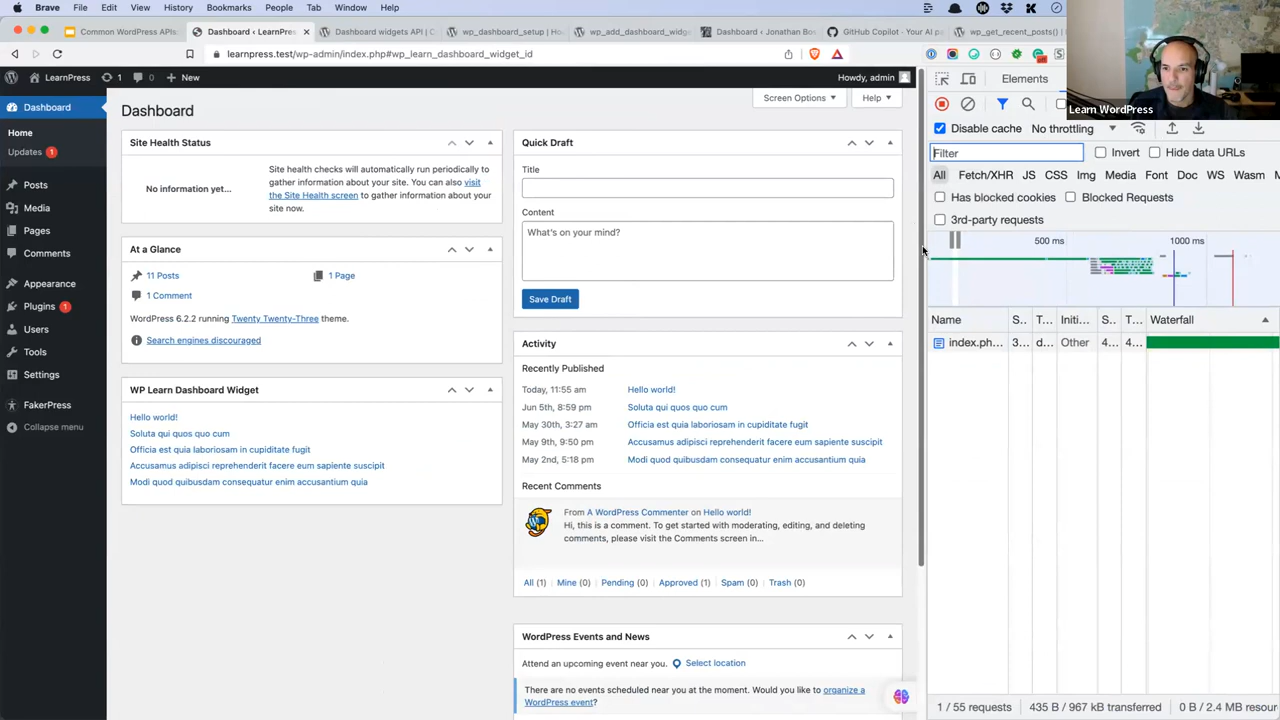 Brave File Edit View History Bookmarks People Tab Window Help
Common WordPress APIs:
Dashboard ‹ LearnPress
Dashboard widgets API | C
wp_dashboard_setup | Ho
wp_add_dashboard_widge
Dashboard ‹ Jonathan Bo
GitHub Copilot · Your AI pa
wp_get_recent_posts()
learnpress.test/wp-admin/index.php#wp_learn_dashboard_widget_id
LearnPress 1 0 + New
Howdy, admin
Dashboard
Home
Updates 1
Posts
Media
Pages
Comments
Appearance
Plugins 1
Users
Tools
Settings
FakerPress
Collapse menu
Dashboard
Screen Options
Help
Site Health Status
No information yet...
Site health checks will automatically run periodically to
gather information about your site. You can also visit
the Site Health screen to gather information about your
site now.
At a Glance
11 Posts
1 Page
1 Comment
WordPress 6.2.2 running Twenty Twenty-Three theme.
Search engines discouraged
WP Learn Dashboard Widget
Hello world!
Soluta qui quos quo cum
Officia est quia laboriosam in cupiditate fugit
Accusamus adipisci reprehenderit facere eum sapiente suscipit
Modi quod quibusdam consequatur enim accusantium quia
Quick Draft
Title
Content
What's on your mind?
Save Draft
Activity
Recently Published
Today, 11:55 am Hello world!
Jun 5th, 8:59 pm Soluta qui quos quo cum
May 30th, 3:27 am Officia est quia laboriosam in cupiditate fugit
May 9th, 9:50 pm Accusamus adipisci reprehenderit facere eum sapiente suscipit
May 2nd, 5:18 pm Modi quod quibusdam consequatur enim accusantium quia
Recent Comments
From A WordPress Commenter on Hello world!
Hi, this is a comment. To get started with moderating, editing, and deleting
comments, please visit the Comments screen in...
All (1) Mine (0) Pending (0) Approved (1) Spam (0) Trash (0)
WordPress Events and News
Attend an upcoming event near you. Select location
There are no events scheduled near you at the moment. Would you like to organize a
WordPress event?
Elements
Learn WordPress
Disable cache No throttling
Filter
Invert
Hide data URLs
All Fetch/XHR JS CSS Img Media Font Doc WS Wasm M
Has blocked cookies
Blocked Requests
3rd-party requests
500 ms 1000 ms
Name S.. T... Initi... S.. T... Waterfall
index.ph... 3... d... Other 4... 4...
1 / 55 requests 435 B / 967 kB transferred 0 B / 2.4 MB resour